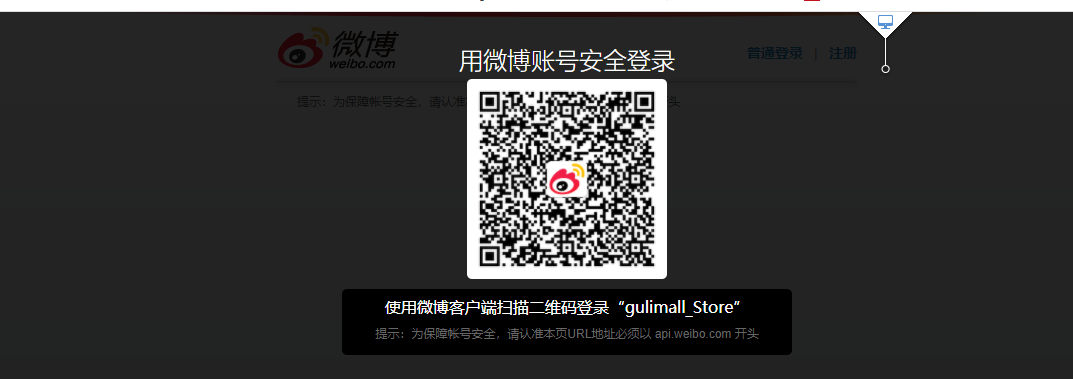 微博
weibo.com
用微博账号安全登录
普通登录 | 注册
提示：为保障帐号安全，请认准
头
使用微博客户端扫描二维码登录“gulimall_Store”
提示：为保障帐号安全，请认准本页URL地址必须以 api.weibo.com 开头